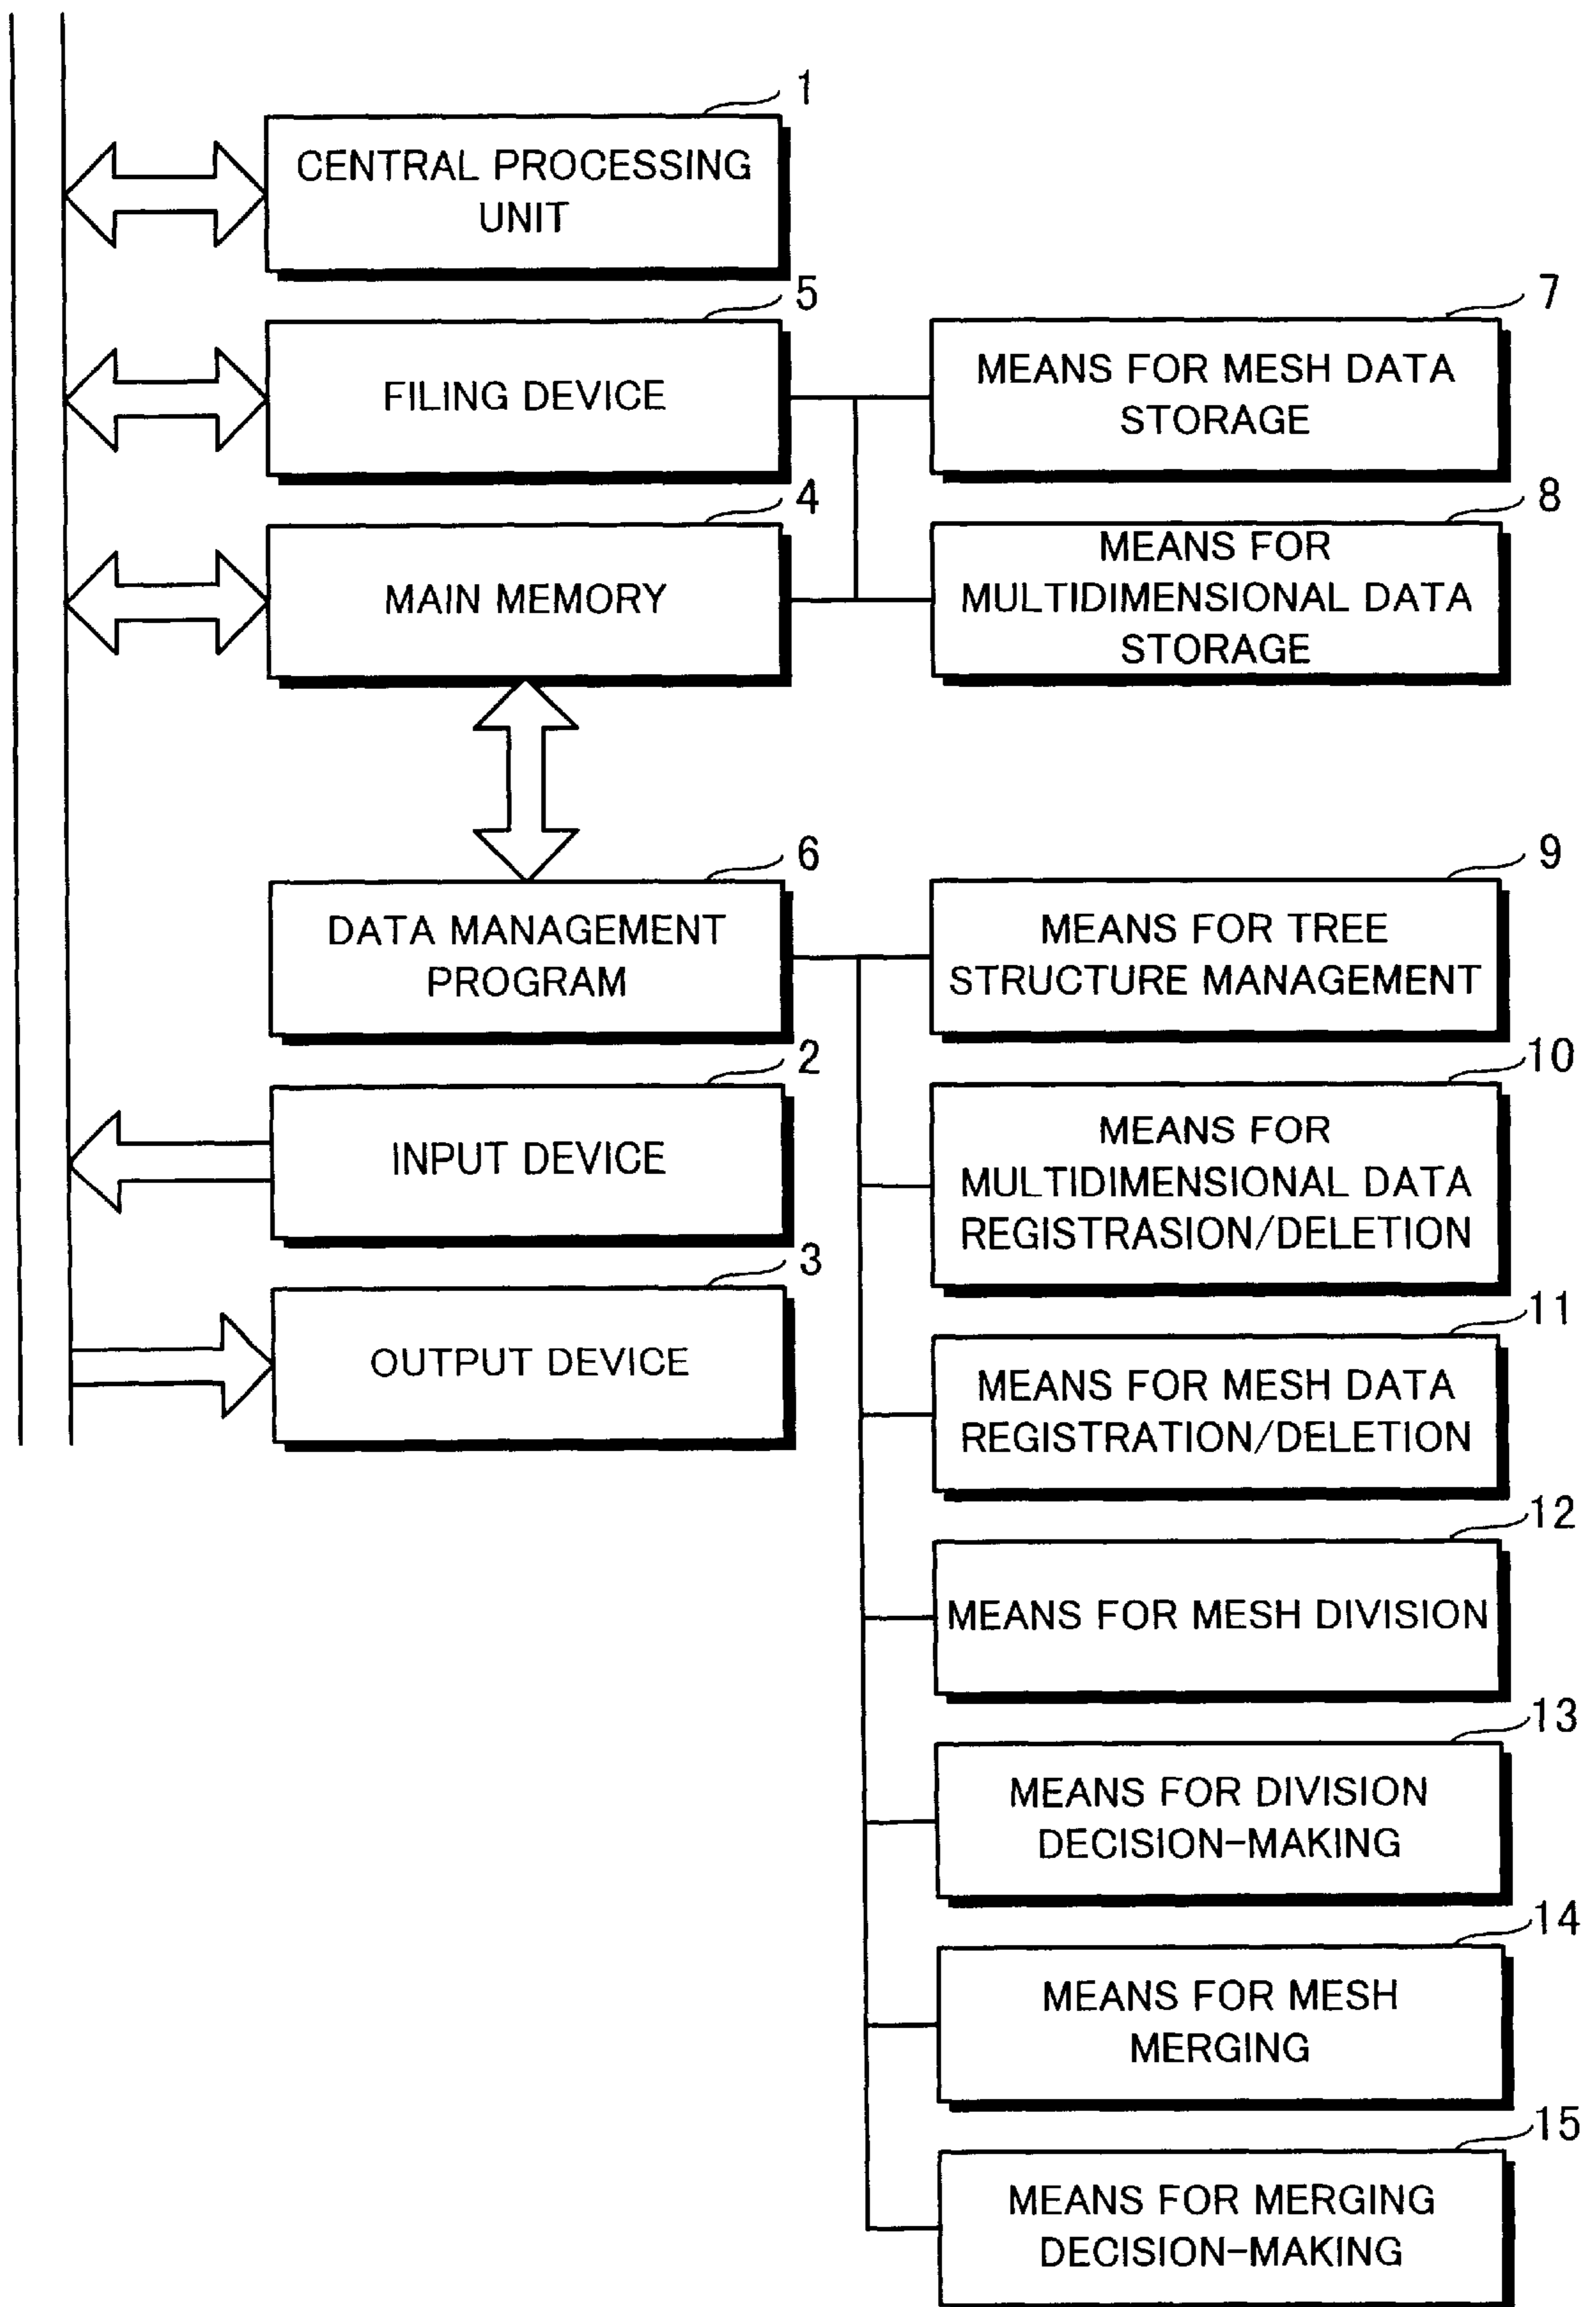 1
CENTRAL PROCESSING
UNIT
5
FILING DEVICE
7
MEANS FOR MESH DATA
STORAGE
4
MAIN MEMORY
8
MEANS FOR
MULTIDIMENSIONAL DATA
STORAGE
6
DATA MANAGEMENT
PROGRAM
9
MEANS FOR TREE
STRUCTURE MANAGEMENT
2
INPUT DEVICE
10
MEANS FOR
MULTIDIMENSIONAL DATA
REGISTRASION/DELETION
3
OUTPUT DEVICE
11
MEANS FOR MESH DATA
REGISTRATION/DELETION
12
MEANS FOR MESH DIVISION
13
MEANS FOR DIVISION
DECISION-MAKING
14
MEANS FOR MESH
MERGING
15
MEANS FOR MERGING
DECISION-MAKING